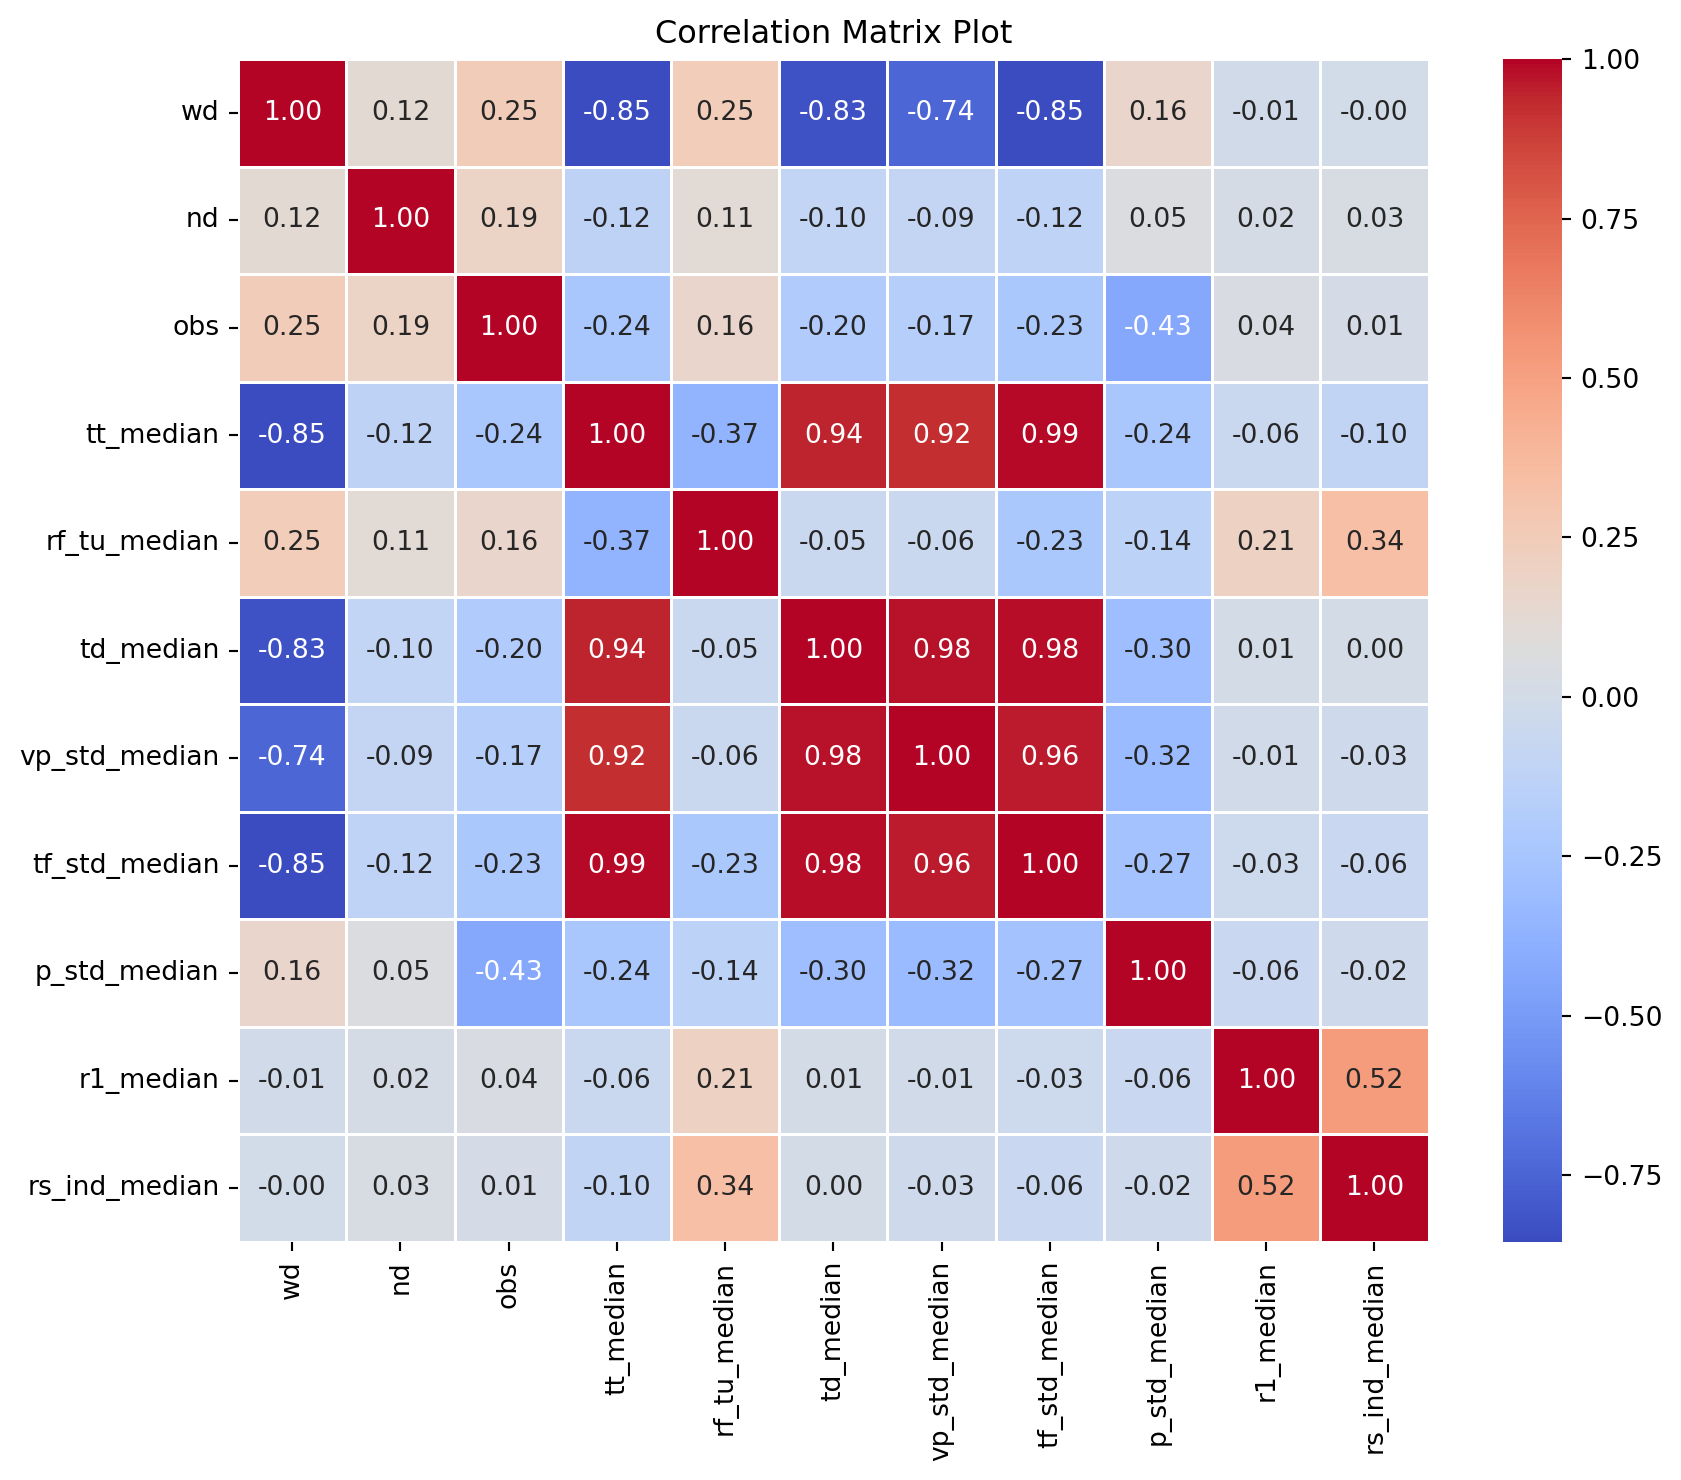 Correlation Matrix Plot
wd 1.00 0.12 0.25 -0.85 0.25 -0.83 -0.74 -0.85 0.16 -0.01 -0.00
nd 0.12 1.00 0.19 -0.12 0.11 -0.10 -0.09 -0.12 0.05 0.02 0.03
obs 0.25 0.19 1.00 -0.24 0.16 -0.20 -0.17 -0.23 -0.43 0.04 0.01
tt_median -0.85 -0.12 -0.24 1.00 -0.37 0.94 0.92 0.99 -0.24 -0.06 -0.10
rf_tu_median 0.25 0.11 0.16 -0.37 1.00 -0.05 -0.06 -0.23 -0.14 0.21 0.34
td_median -0.83 -0.10 -0.20 0.94 -0.05 1.00 0.98 0.98 -0.30 0.01 0.00
vp_std_median -0.74 -0.09 -0.17 0.92 -0.06 0.98 1.00 0.96 -0.32 -0.01 -0.03
tf_std_median -0.85 -0.12 -0.23 0.99 -0.23 0.98 0.96 1.00 -0.27 -0.03 -0.06
p_std_median 0.16 0.05 -0.43 -0.24 -0.14 -0.30 -0.32 -0.27 1.00 -0.06 -0.02
r1_median -0.01 0.02 0.04 -0.06 0.21 0.01 -0.01 -0.03 -0.06 1.00 0.52
rs_ind_median -0.00 0.03 0.01 -0.10 0.34 0.00 -0.03 -0.06 -0.02 0.52 1.00
wd
nd
obs
tt_median
rf_tu_median
td_median
vp_std_median
tf_std_median
p_std_median
r1_median
rs_ind_median
1.00
0.75
0.50
0.25
0.00
−0.25
−0.50
−0.75